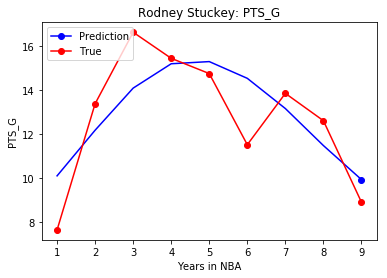 Rodney Stuckey: PTS_G
Prediction
True
16
14
12
10
8
PTS_G
1 2 3 4 5 6 7 8 9
Years in NBA